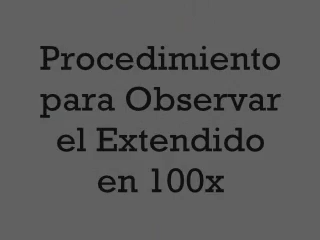 Procedimiento
para Observar
el Extendido
en 100x